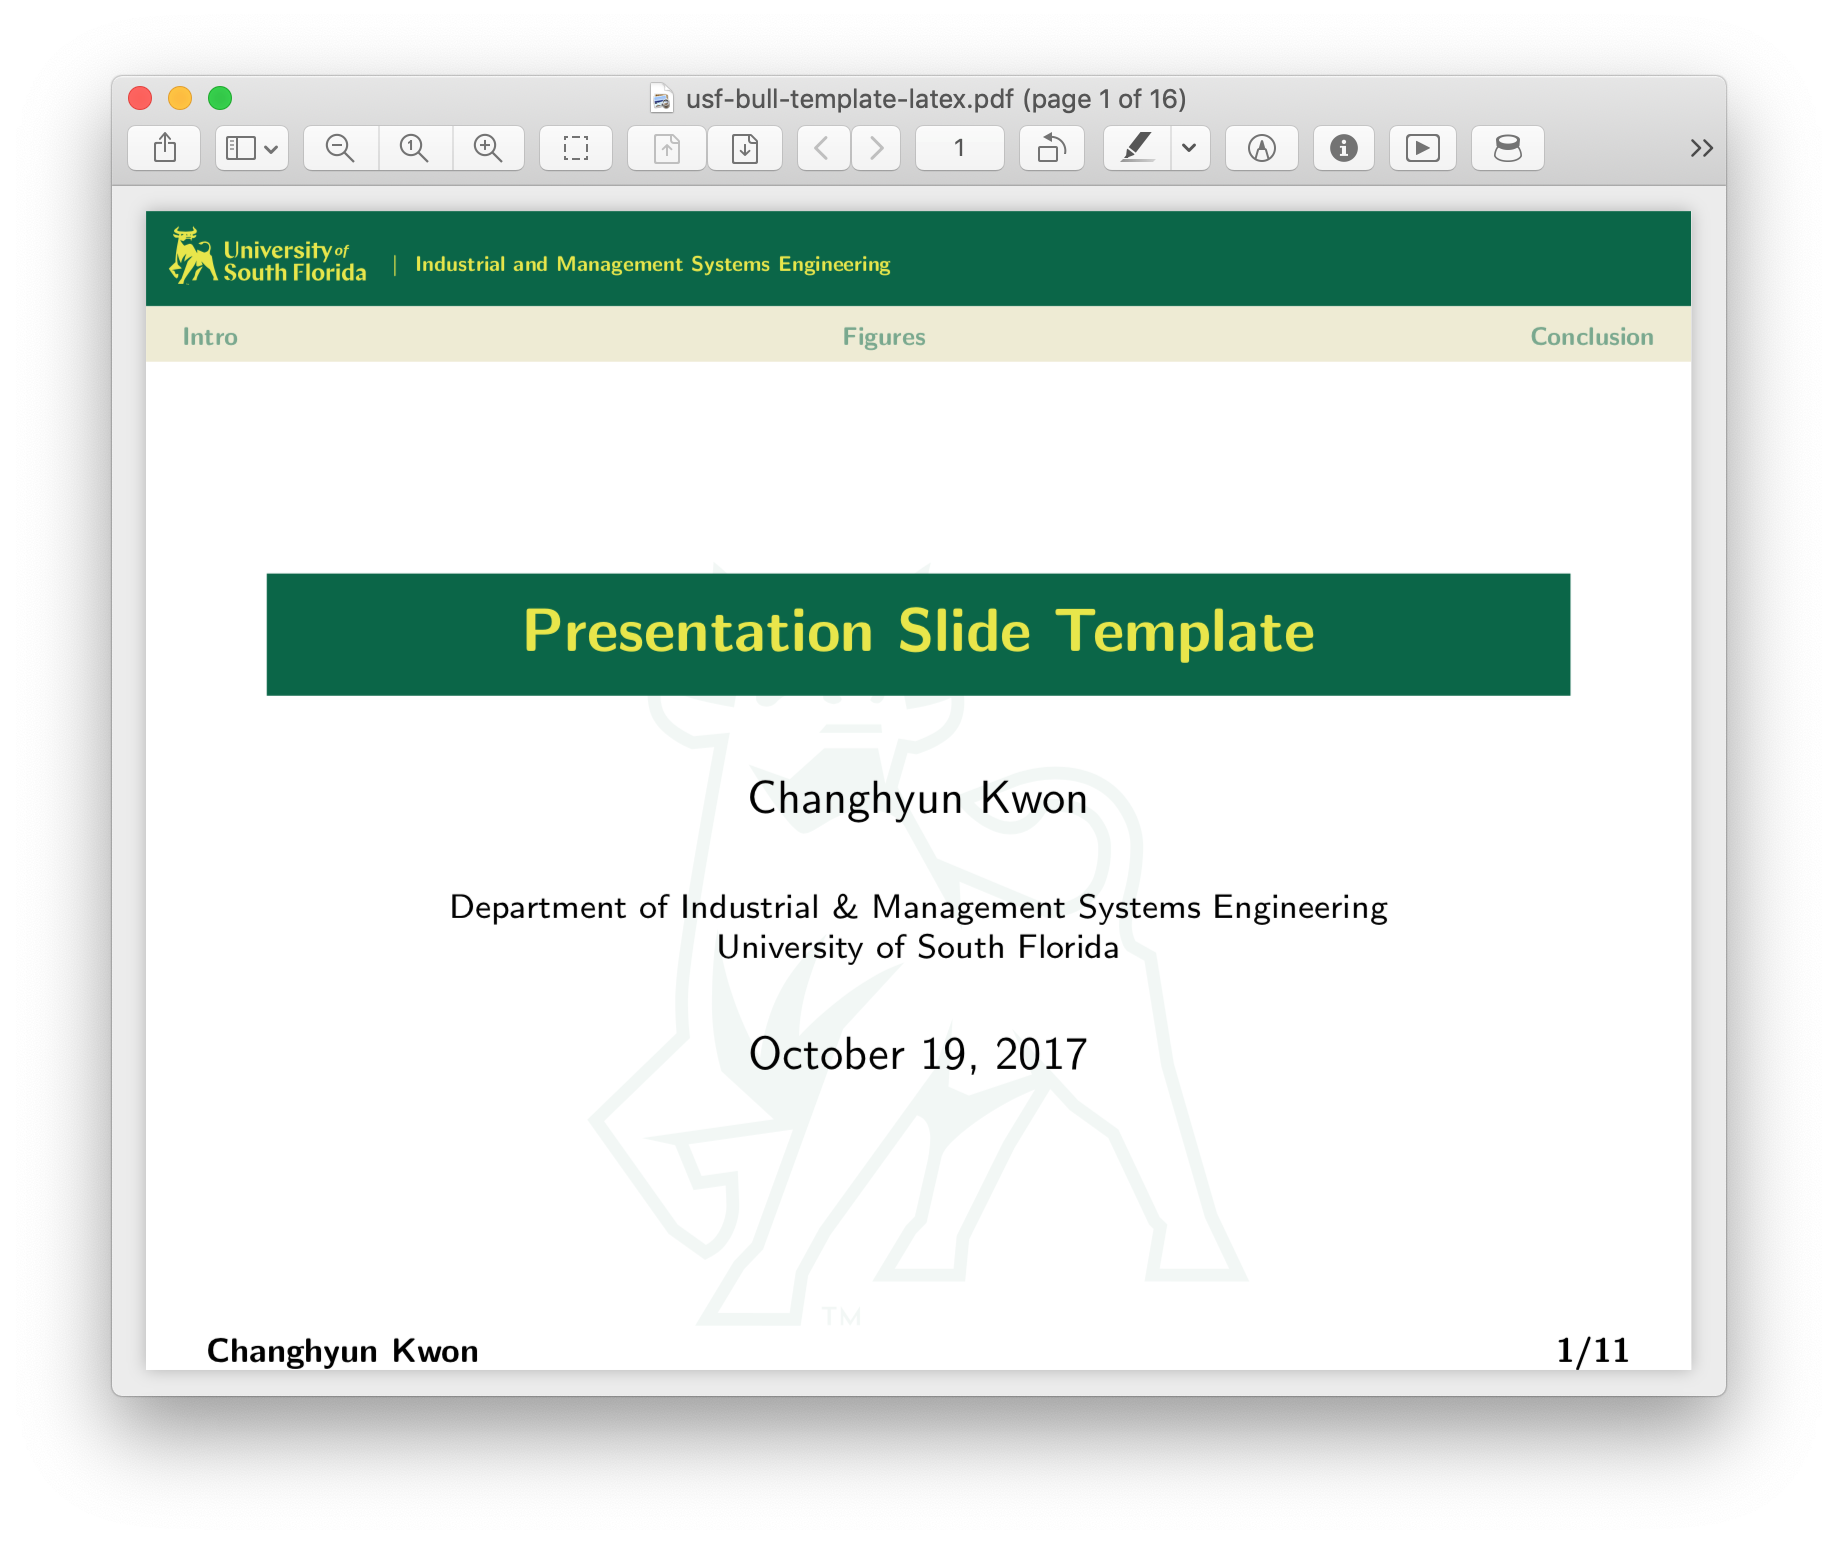 usf-bull-template-latex.pdf (page 1 of 16)
1
University of
South Florida
| Industrial and Management Systems Engineering
Intro Figures Conclusion
Presentation Slide Template
Changhyun Kwon
Department of Industrial & Management Systems Engineering
University of South Florida
October 19, 2017
TM
Changhyun Kwon 1/11